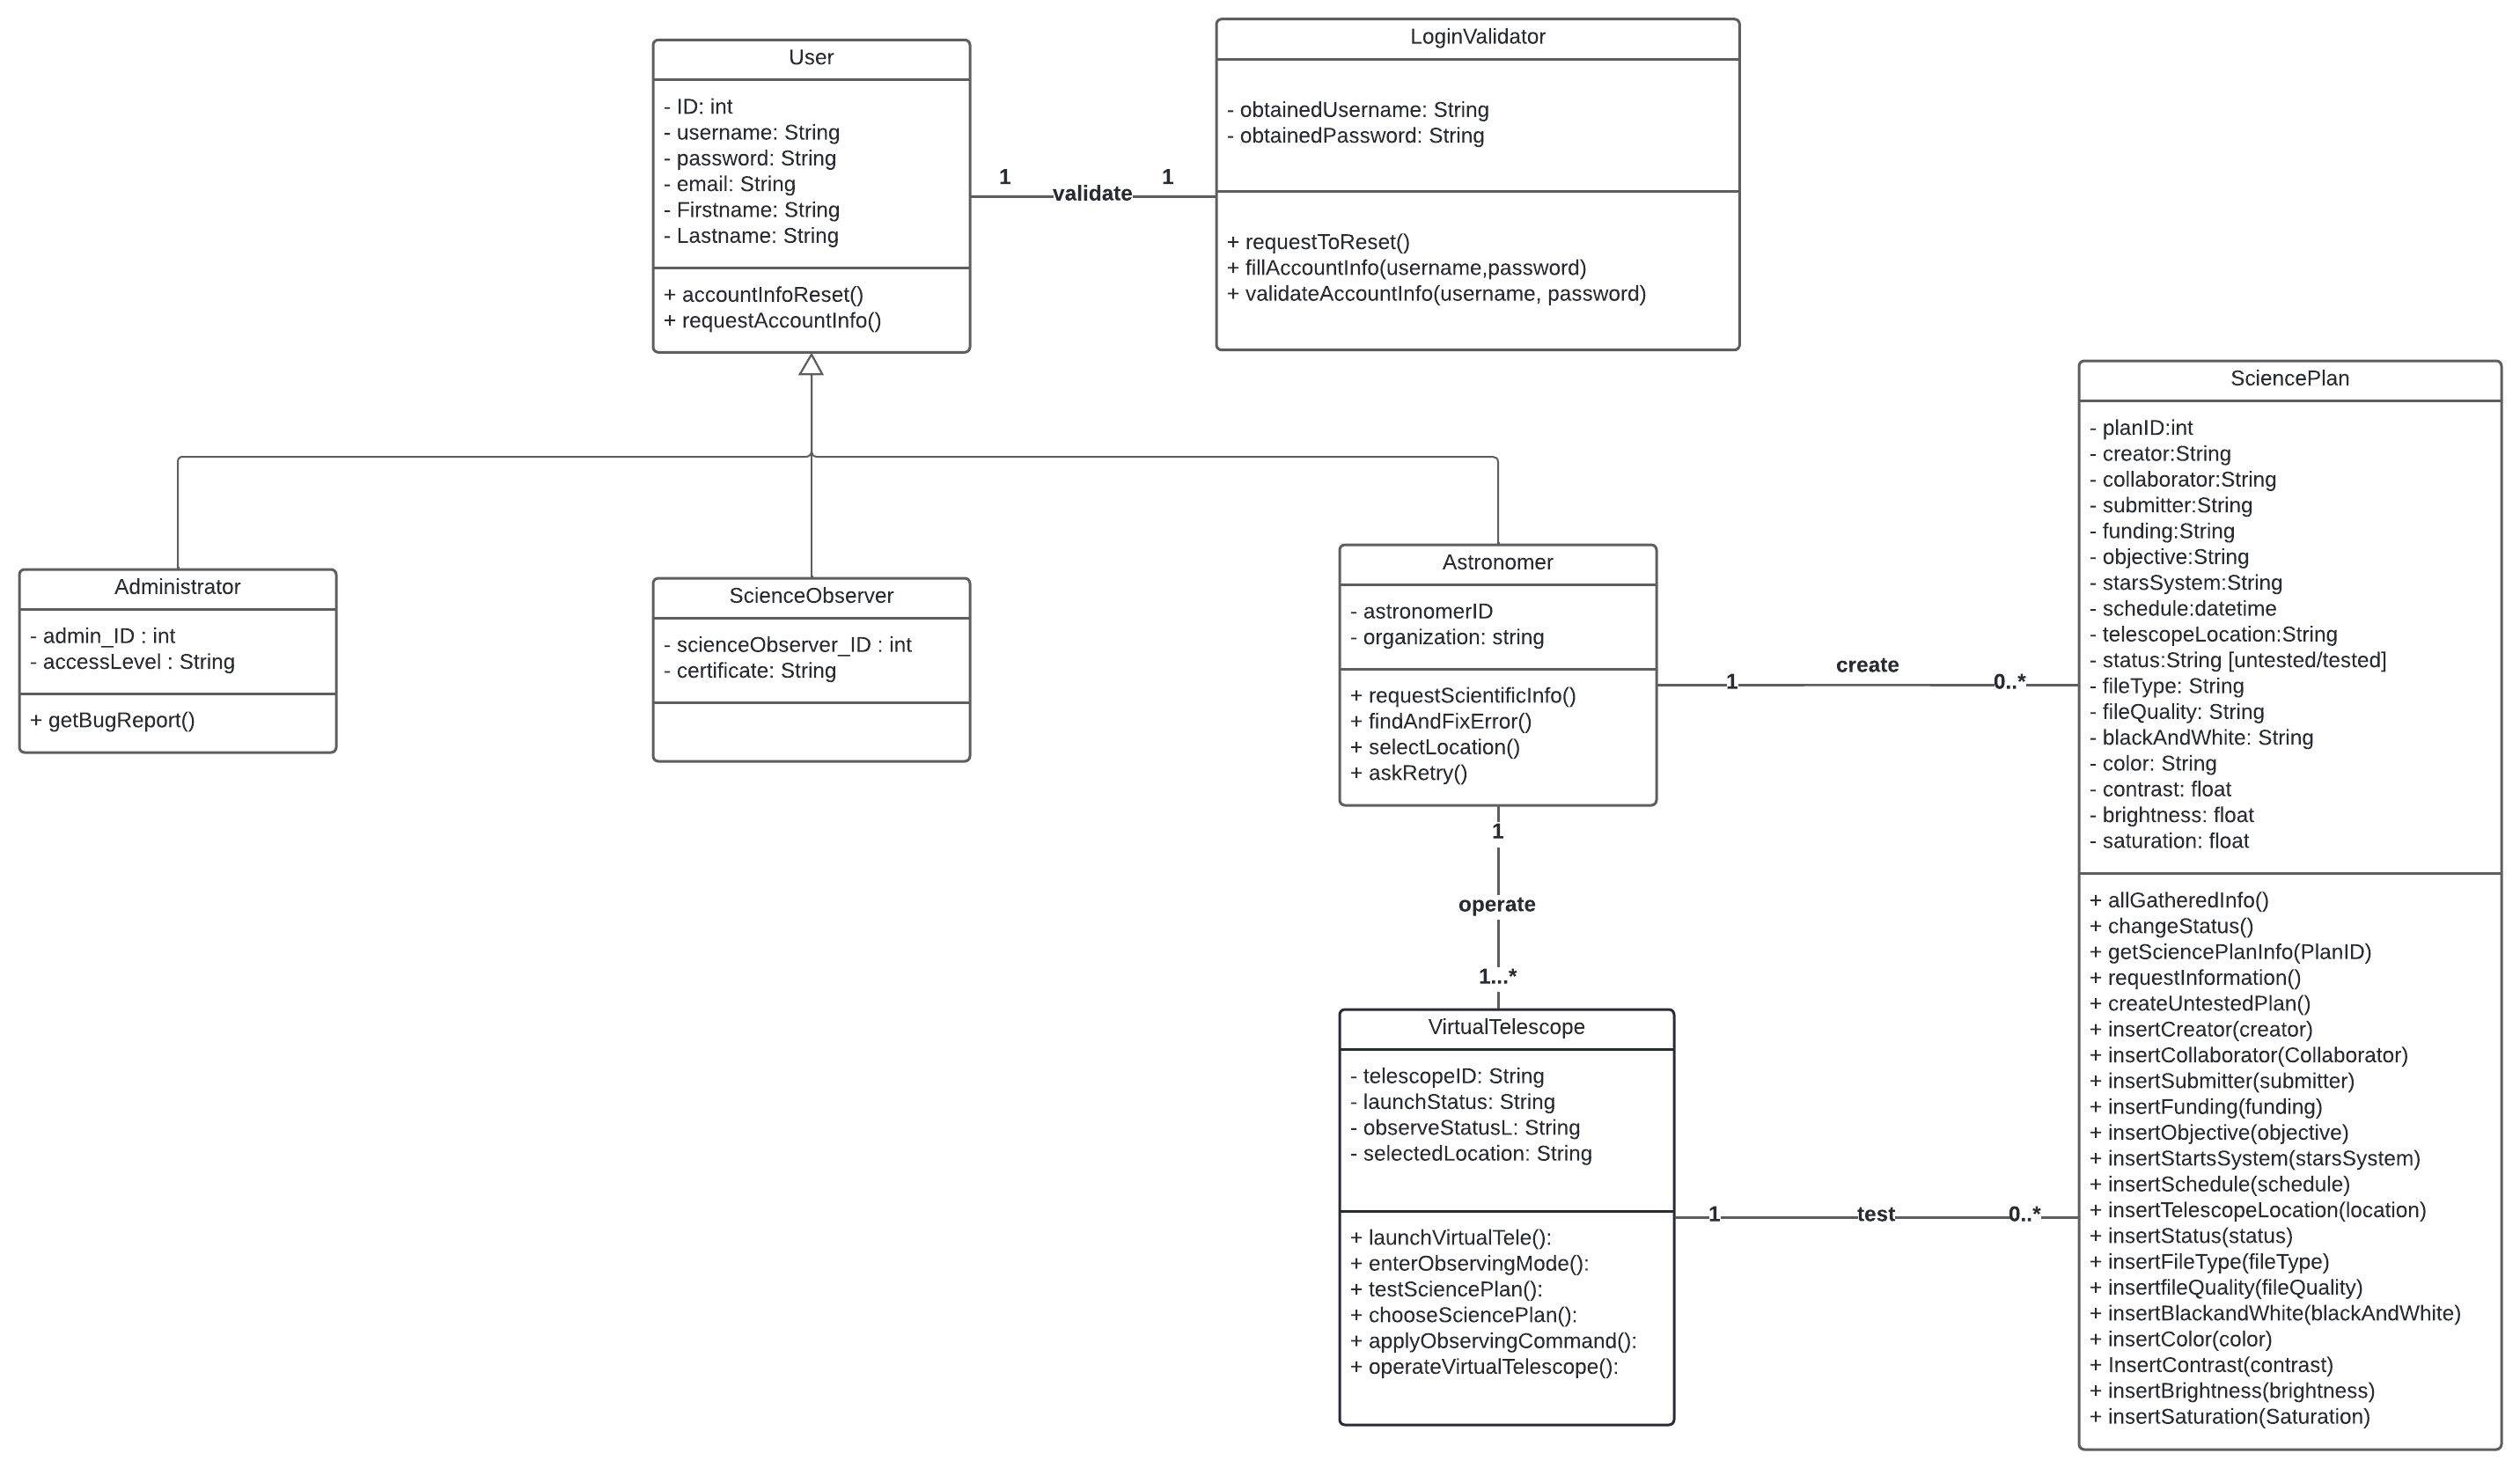 User
- ID: int
- username: String
- password: String
- email: String
- Firstname: String
- Lastname: String
+ accountInfoReset()
+ requestAccountInfo()
1
validate
1
LoginValidator
- obtainedUsername: String
- obtainedPassword: String
+ requestToReset()
+ fillAccountInfo(username,password)
+ validateAccountInfo(username, password)
Administrator
- admin_ID : int
- accessLevel : String
+ getBugReport()
ScienceObserver
- scienceObserver_ID : int
- certificate: String
Astronomer
- astronomerID
- organization: string
+ requestScientificInfo()
+ findAndFixError()
+ selectLocation()
+ askRetry()
1
create
0..*
1
operate
1...*
VirtualTelescope
- telescopeID: String
- launchStatus: String
- observeStatusL: String
- selectedLocation: String
+ launchVirtualTele():
+ enterObservingMode():
+ testSciencePlan():
+ chooseSciencePlan():
+ applyObservingCommand():
+ operateVirtualTelescope():
1
test
0..*
SciencePlan
- planID:int
- creator:String
- collaborator:String
- submitter:String
- funding:String
- objective:String
- starsSystem:String
- schedule:datetime
- telescopeLocation:String
- status:String [untested/tested]
- fileType: String
- fileQuality: String
- blackAndWhite: String
- color: String
- contrast: float
- brightness: float
- saturation: float
+ allGatheredInfo()
+ changeStatus()
+ getSciencePlanInfo(PlanID)
+ requestInformation()
+ createUntestedPlan()
+ insertCreator(creator)
+ insertCollaborator(Collaborator)
+ insertSubmitter(submitter)
+ insertFunding(funding)
+ insertObjective(objective)
+ insertStartsSystem(starsSystem)
+ insertSchedule(schedule)
+ insertTelescopeLocation(location)
+ insertStatus(status)
+ insertFileType(fileType)
+ insertfileQuality(fileQuality)
+ insertBlackandWhite(blackAndWhite)
+ insertColor(color)
+ InsertContrast(contrast)
+ insertBrightness(brightness)
+ insertSaturation(Saturation)